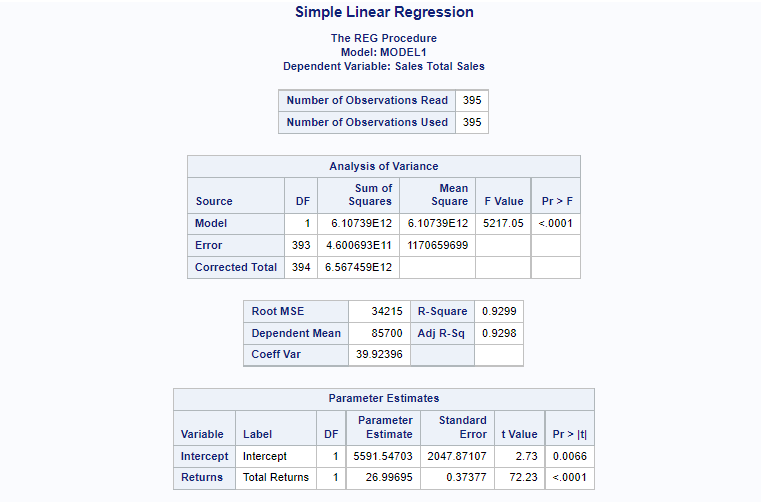 Simple Linear Regression
The REG Procedure
Model: MODEL1
Dependent Variable: Sales Total Sales
Number of Observations Read 395
Number of Observations Used 395
Analysis of Variance
Source DF Sum of Squares Mean Square F Value Pr > F
Model 1 6.10739E12 6.10739E12 5217.05 <.0001
Error 393 4.600693E11 1170659699
Corrected Total 394 6.567459E12
Root MSE 34215 R-Square 0.9299
Dependent Mean 85700 Adj R-Sq 0.9298
Coeff Var 39.92396
Parameter Estimates
Variable Label DF Parameter Estimate Standard Error t Value Pr > |t|
Intercept Intercept 1 5591.54703 2047.87107 2.73 0.0066
Returns Total Returns 1 26.99695 0.37377 72.23 <.0001